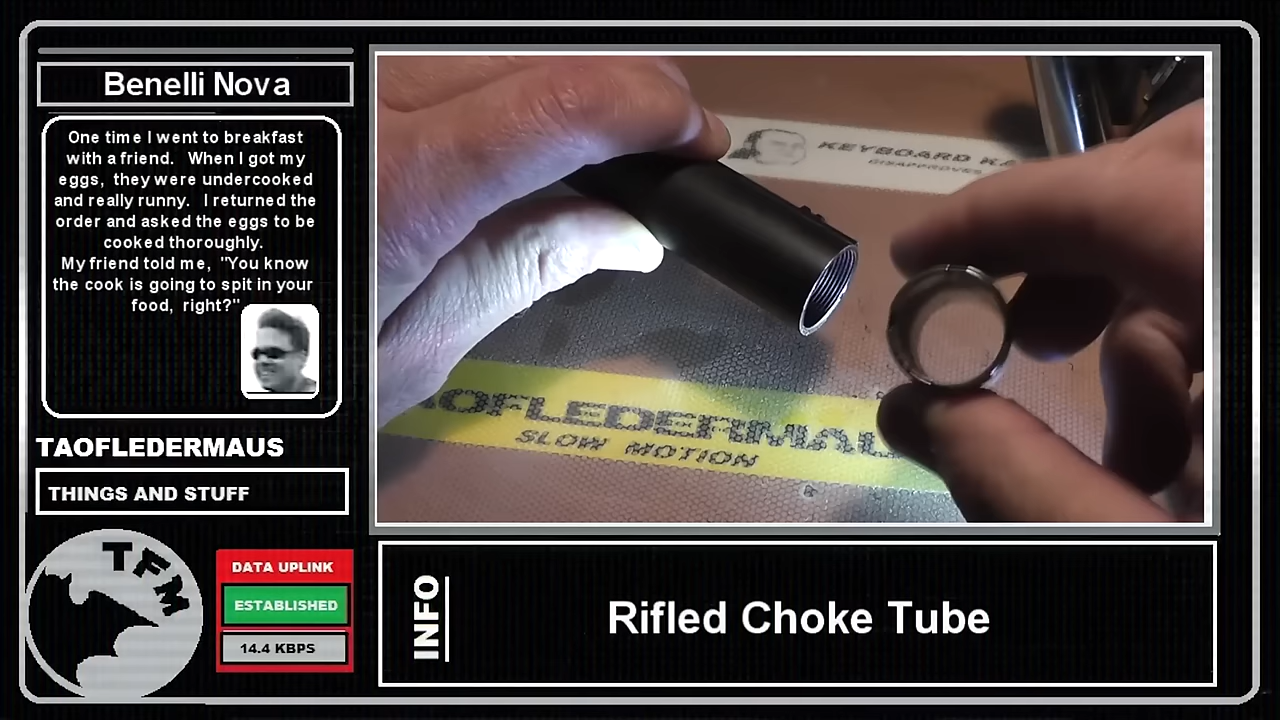 Benelli Nova
One time I went to breakfast
with a friend. When I got my
eggs, they were undercooked
and really runny. I returned the
order and asked the eggs to be
cooked thoroughly.
My friend told me, "You know
the cook is going to spit in your
food, right?"
TAOFLEDERMAUS
THINGS AND STUFF
TFM
DATA UPLINK
ESTABLISHED
14.4 KBPS
KEYBOARD
DISAPPROVES
SLOW MOTION
INFO
Rifled Choke Tube